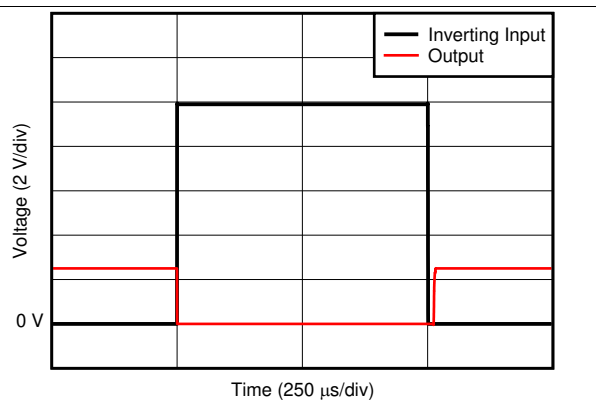 Inverting Input
Output
Voltage (2 V/div)
0 V
Time (250 μs/div)